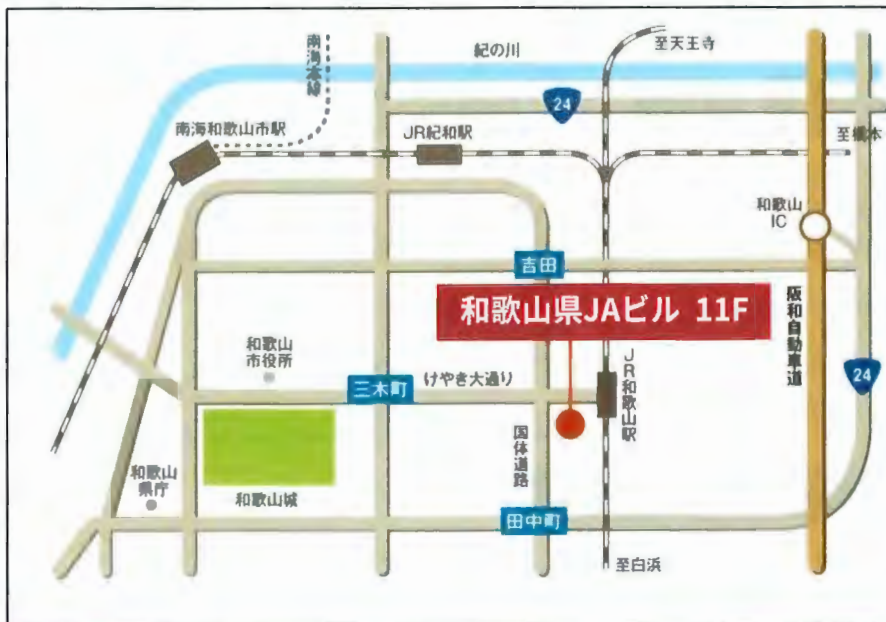 南海本線
紀の川
至天王寺
24
南海和歌山市駅
JR紀和駅
至橋本
和歌山
IC
吉田
和歌山県JAビル 11F
阪和自動車道
和歌山
市役所
三木町
けやき大通り
JR和歌山駅
24
国体道路
和歌山
県庁
和歌山城
田中町
至白浜